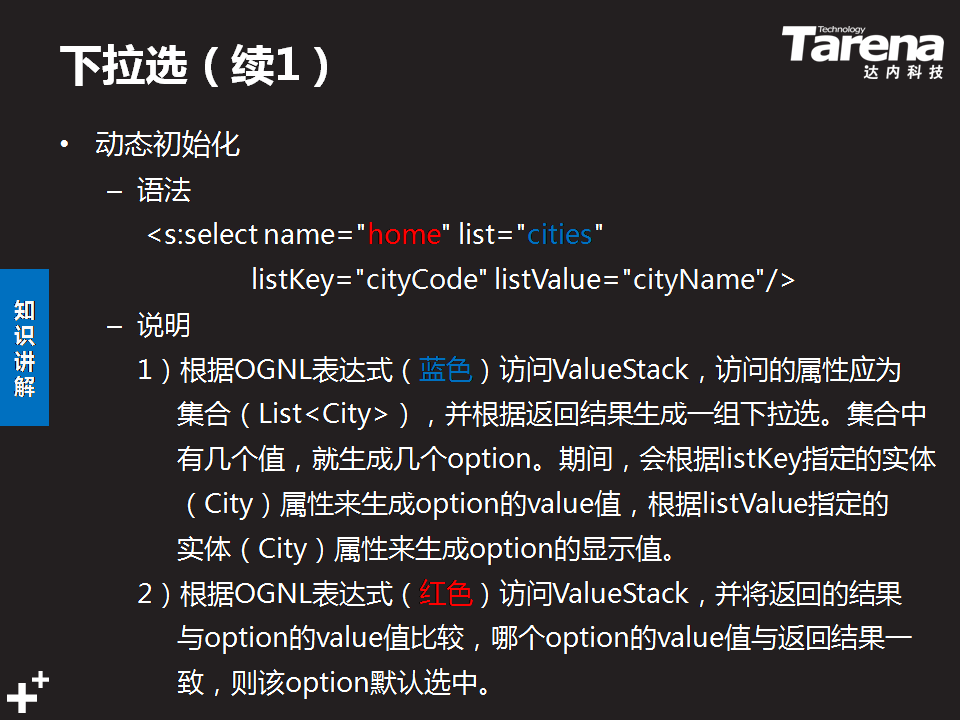 下拉选（续1）
Technology
Tarena
达内科技
• 动态初始化
– 语法
<s:select name="home" list="cities"
listKey="cityCode" listValue="cityName"/>
– 说明
知识讲解
1）根据OGNL表达式（蓝色）访问ValueStack，访问的属性应为
集合（List<City>），并根据返回结果生成一组下拉选。集合中
有几个值，就生成几个option。期间，会根据listKey指定的实体
（City）属性来生成option的value值，根据listValue指定的
实体（City）属性来生成option的显示值。
2）根据OGNL表达式（红色）访问ValueStack，并将返回的结果
与option的value值比较，哪个option的value值与返回结果一
致，则该option默认选中。